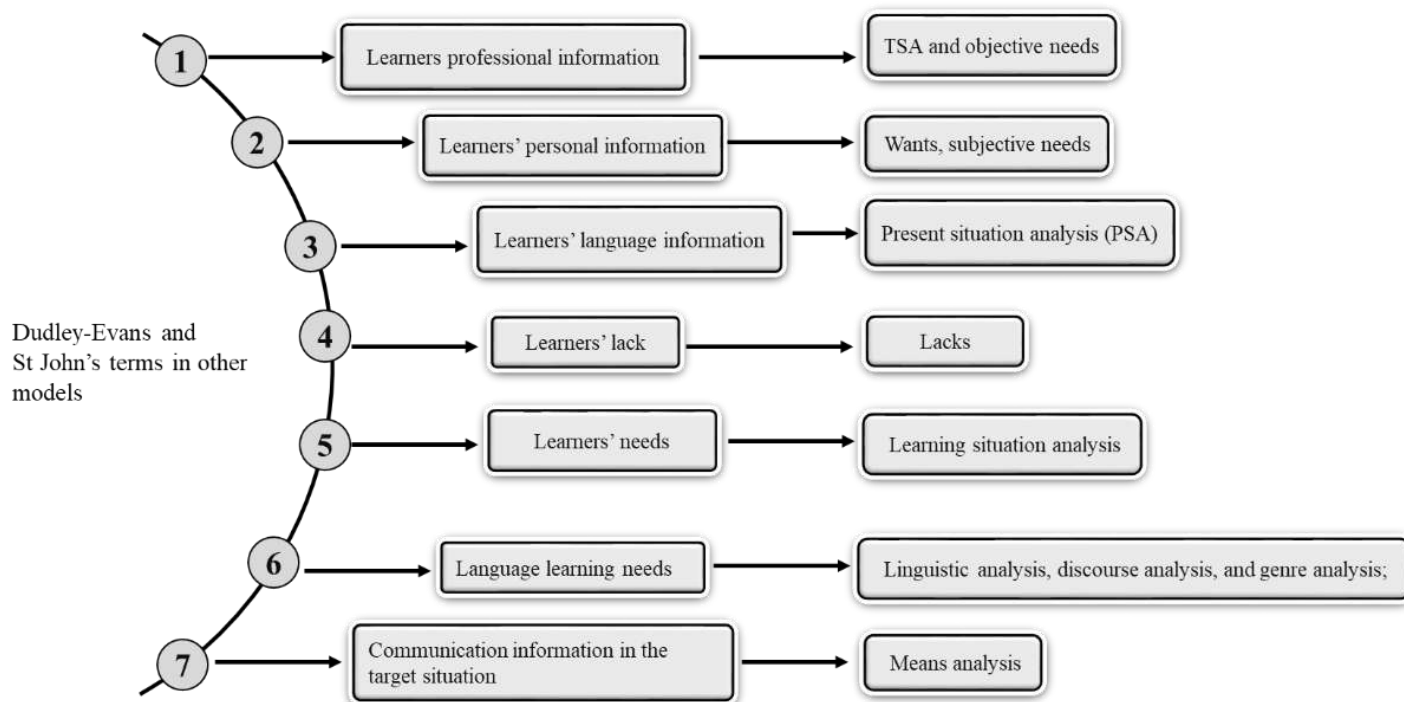 1
Learners professional information
TSA and objective needs
2
Learners' personal information
Wants, subjective needs
3
Learners' language information
Present situation analysis (PSA)
Dudley-Evans and
St John's terms in other
models
4
Learners' lack
Lacks
5
Learners' needs
Learning situation analysis
6
Language learning needs
Linguistic analysis, discourse analysis, and genre analysis;
7
Communication information in the
target situation
Means analysis